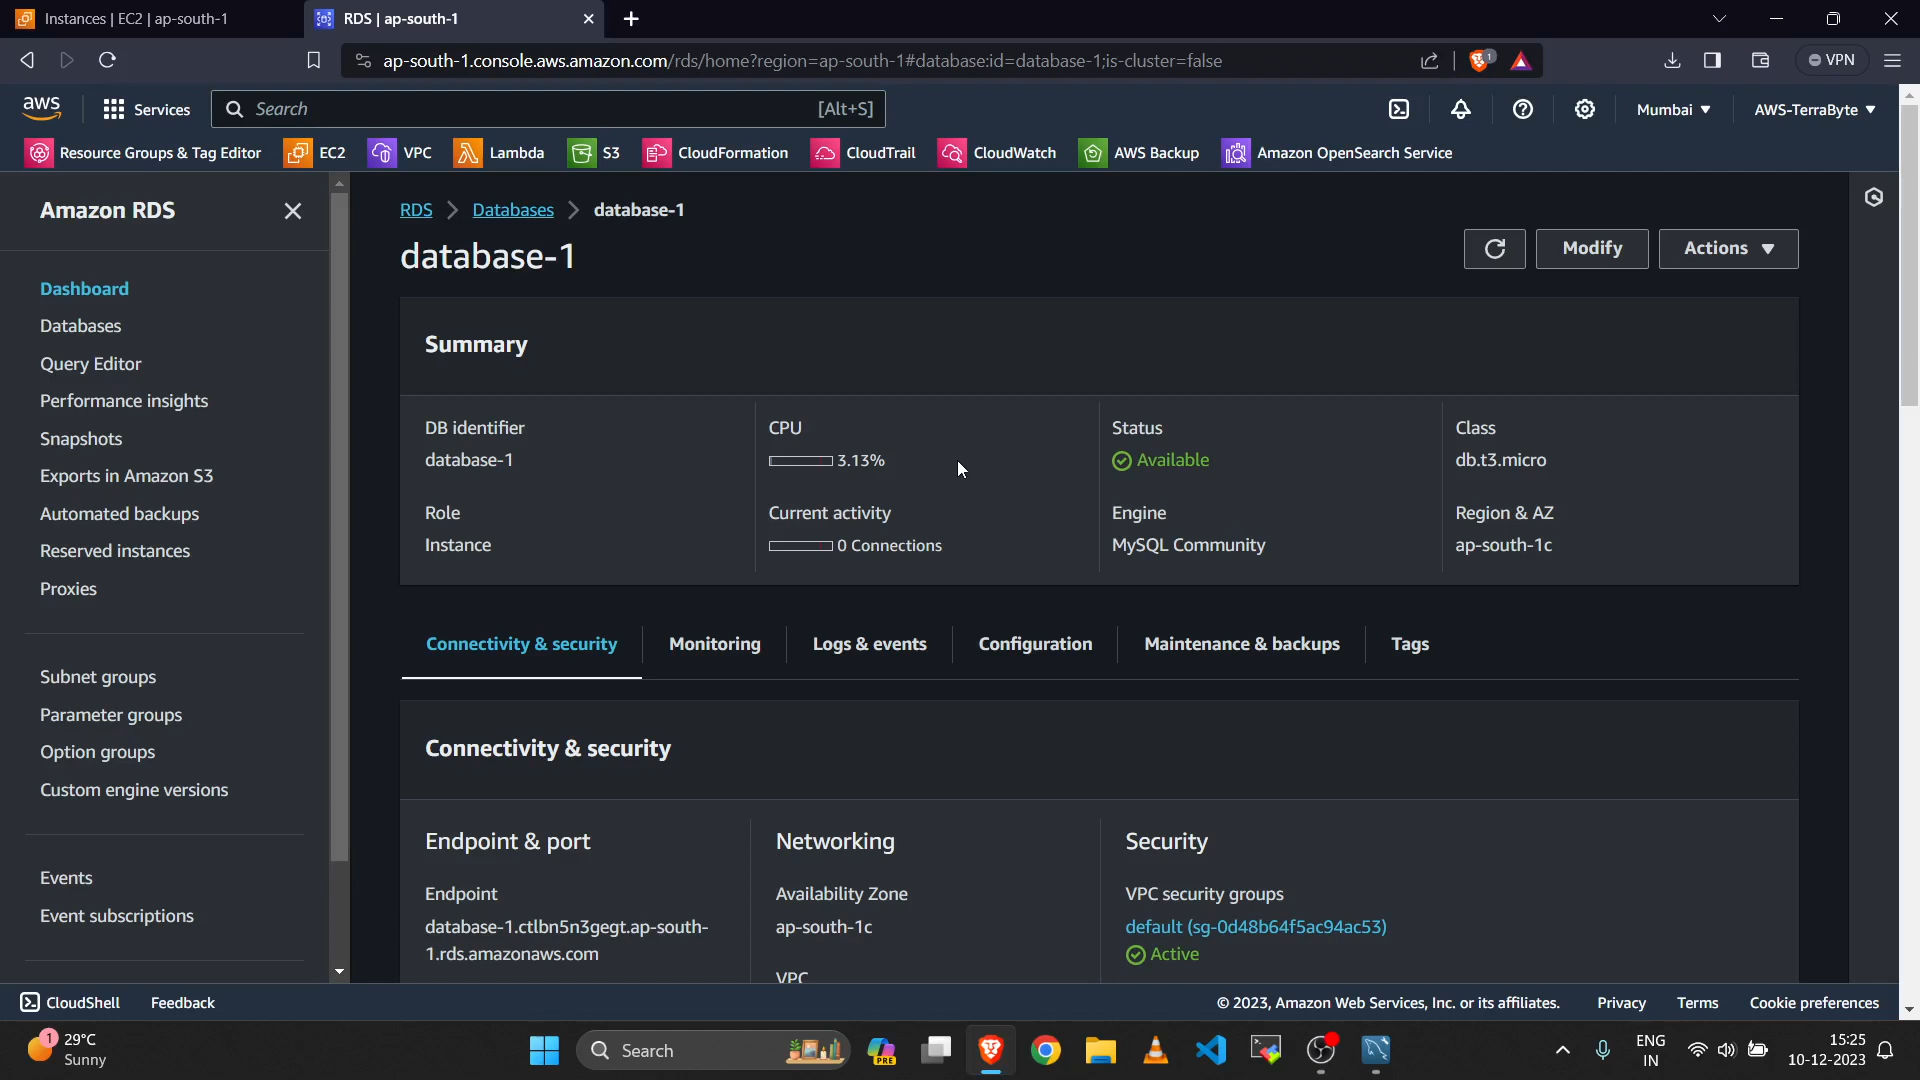 Instances | EC2 | ap-south-1
RDS | ap-south-1
ap-south-1.console.aws.amazon.com/rds/home?region=ap-south-1#database:id=database-1;is-cluster=false
1
VPN
aws
Services
Search
[Alt+S]
Mumbai
AWS-TerraByte
Resource Groups & Tag Editor
EC2
VPC
Lambda
S3
CloudFormation
CloudTrail
CloudWatch
AWS Backup
Amazon OpenSearch Service
Amazon RDS
Dashboard
Databases
Query Editor
Performance insights
Snapshots
Exports in Amazon S3
Automated backups
Reserved instances
Proxies
Subnet groups
Parameter groups
Option groups
Custom engine versions
Events
Event subscriptions
RDS
Databases
database-1
database-1
Modify
Actions
Summary
DB identifier
database-1
CPU
3.13%
Status
Available
Class
db.t3.micro
Role
Instance
Current activity
0 Connections
Engine
MySQL Community
Region & AZ
ap-south-1c
Connectivity & security
Monitoring
Logs & events
Configuration
Maintenance & backups
Tags
Connectivity & security
Endpoint & port
Endpoint
database-1.ctlbn5n3gegt.ap-south-
1.rds.amazonaws.com
Networking
Availability Zone
ap-south-1c
VPC
Security
VPC security groups
default (sg-0d48b64f5ac94ac53)
Active
CloudShell
Feedback
© 2023, Amazon Web Services, Inc. or its affiliates.
Privacy
Terms
Cookie preferences
1
29°C
Sunny
Search
PRE
ENG
IN
15:25
10-12-2023